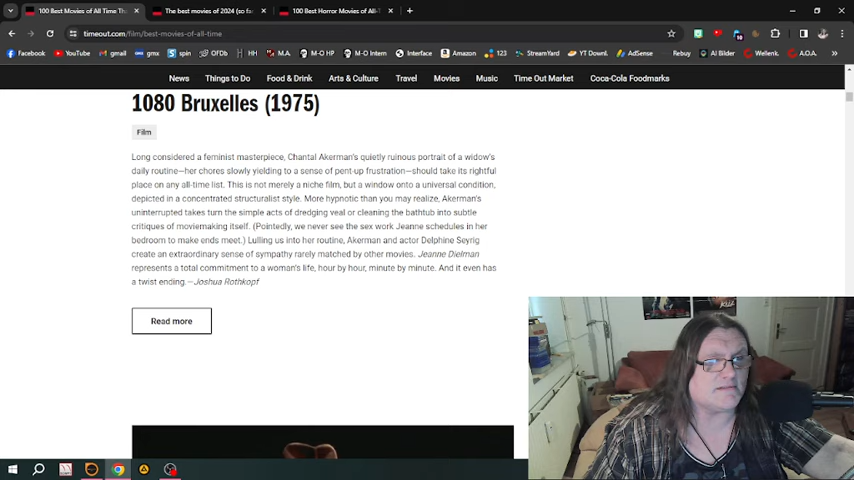 100 Best Movies of All Time Th
The best movies of 2024 (so fa
100 Best Horror Movies of All-T
timeout.com/film/best-movies-of-all-time
Facebook
YouTube
gmail
gmx
spin
OFDb
M.A.
M-O HP
M-O Intern
Interface
Amazon
123
StreamYard
YT Downl.
AdSense
Rebuy
AI Bilder
Wellenk.
A.O.A.
News
Things to Do
Food & Drink
Arts & Culture
Travel
Movies
Music
Time Out Market
Coca-Cola Foodmarks
1080 Bruxelles (1975)
Film
Long considered a feminist masterpiece, Chantal Akerman's quietly ruinous portrait of a widow's
daily routine—her chores slowly yielding to a sense of pent-up frustration—should take its rightful
place on any all-time list. This is not merely a niche film, but a window onto a universal condition,
depicted in a concentrated structuralist style. More hypnotic than you may realize, Akerman's
uninterrupted takes turn the simple acts of dredging veal or cleaning the bathtub into subtle
critiques of moviemaking itself. (Pointedly, we never see the sex work Jeanne schedules in her
bedroom to make ends meet.) Lulling us into her routine, Akerman and actor Delphine Seyrig
create an extraordinary sense of sympathy rarely matched by other movies. Jeanne Dielman
represents a total commitment to a woman's life, hour by hour, minute by minute. And it even has
a twist ending.—Joshua Rothkopf
Read more